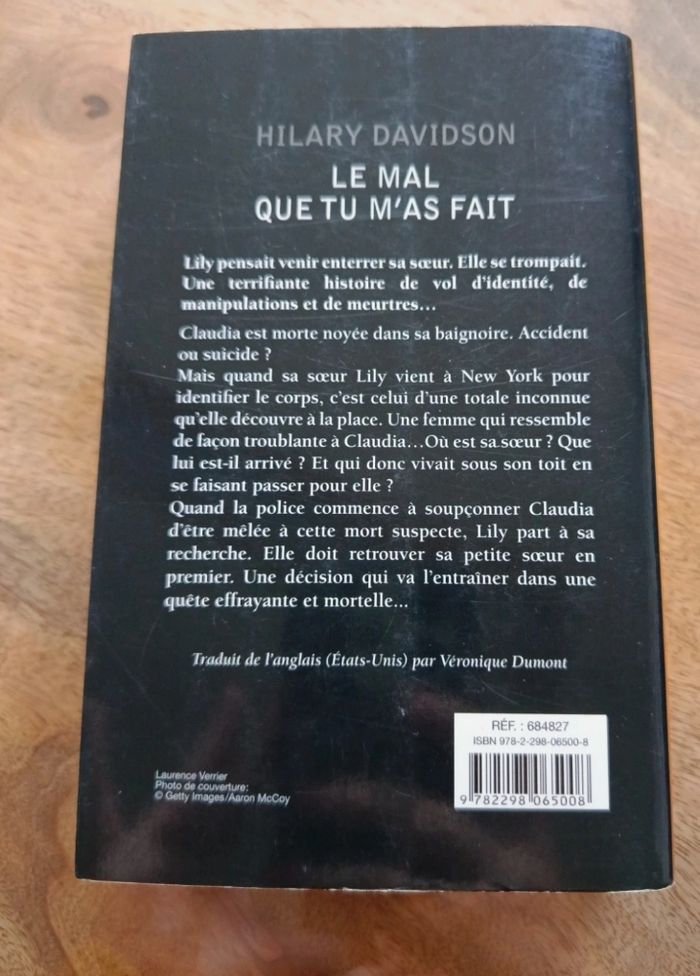 HILARY DAVIDSON
LE MAL
QUE TU M'AS FAIT
Lily pensait venir enterrer sa sœur. Elle se trompait.
Une terrifiante histoire de vol d'identité, de
manipulations et de meurtres...
Claudia est morte noyée dans sa baignoire. Accident
ou suicide ?
Mais quand sa sœur Lily vient à New York pour
identifier le corps, c'est celui d'une totale inconnue
qu'elle découvre à la place. Une femme qui ressemble
de façon troublante à Claudia...Où est sa sœur ? Que
lui est-il arrivé ? Et qui donc vivait sous son toit en
se faisant passer pour elle ?
Quand la police commence à soupçonner Claudia
d'être mêlée à cette mort suspecte, Lily part à sa
recherche. Elle doit retrouver sa petite sœur en
premier. Une décision qui va l'entraîner dans une
quête effrayante et mortelle...
Traduit de l'anglais (États-Unis) par Véronique Dumont
RÉF. : 684827
ISBN 978-2-298-06500-8
9 782298 065008
Laurence Verrier
Photo de couverture:
© Getty Images/Aaron McCoy